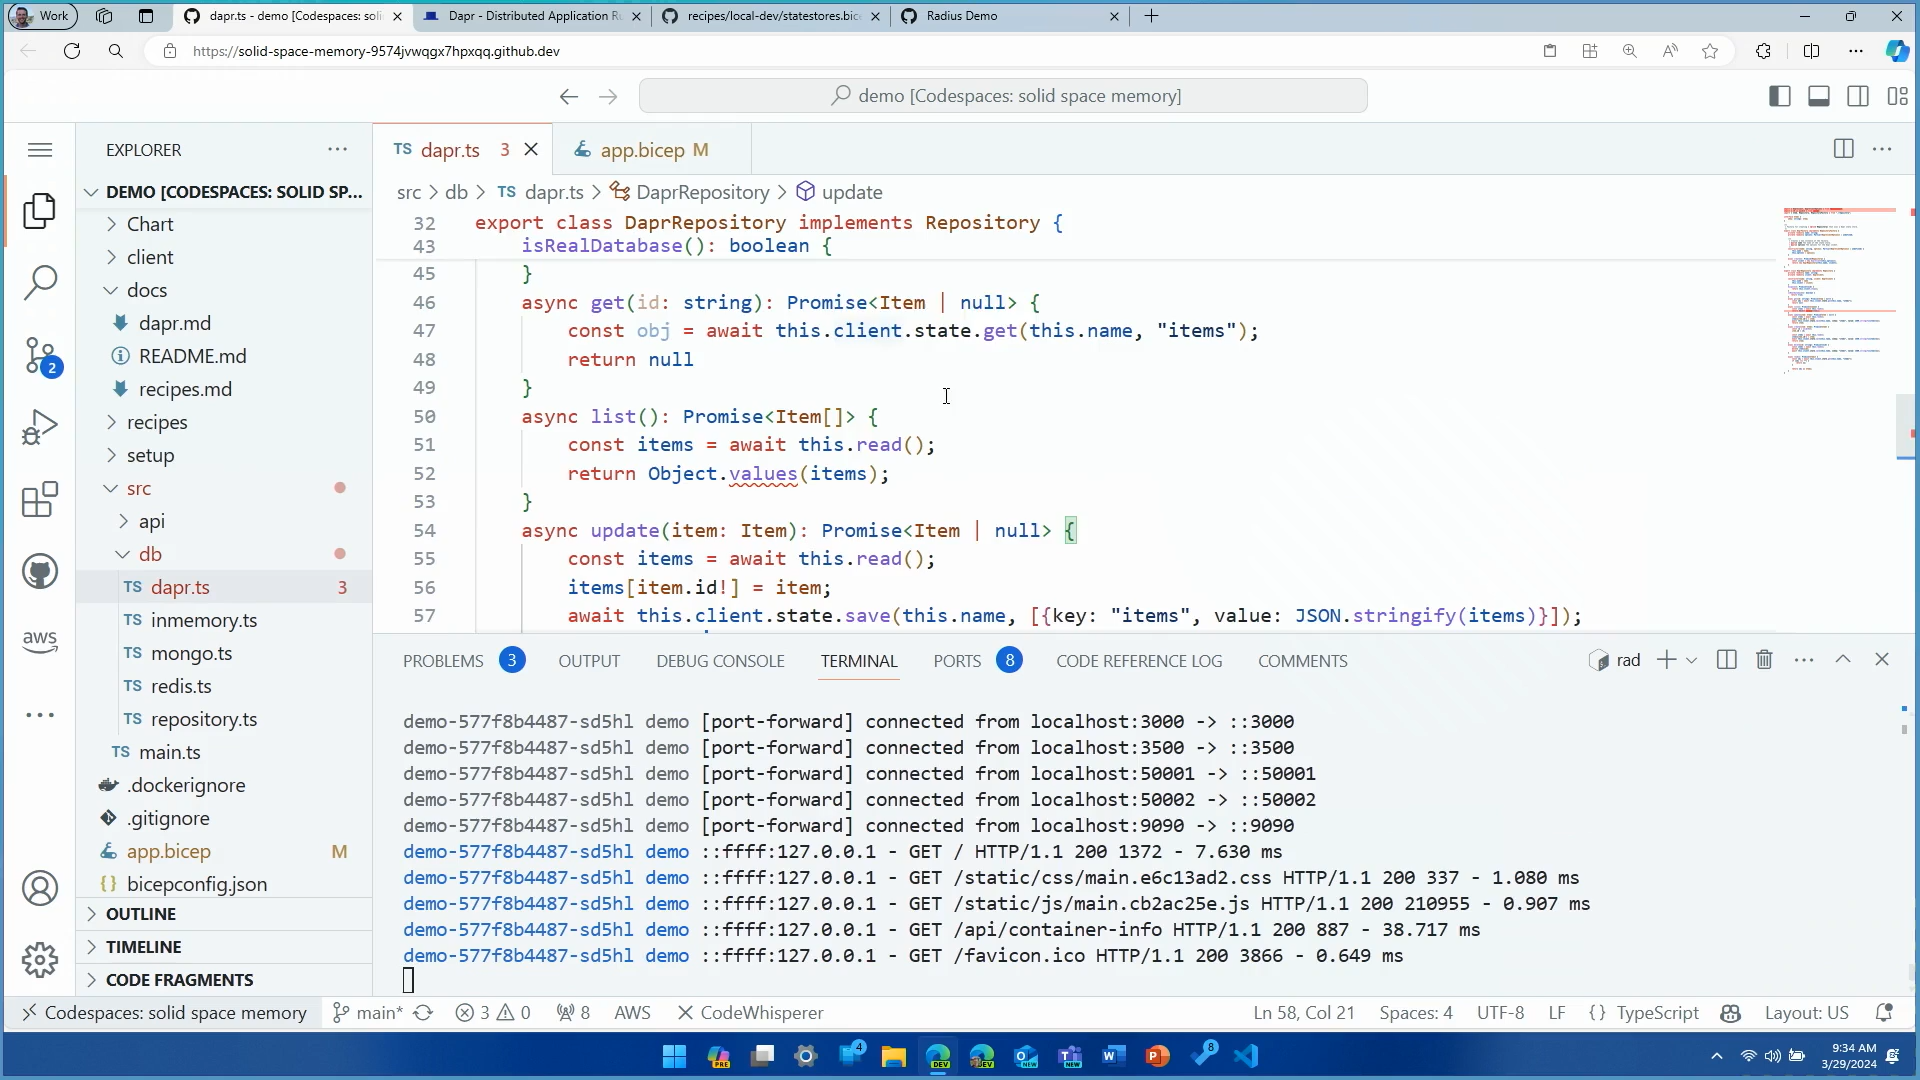 Work
dapr.ts - demo [Codespaces: soli
Dapr - Distributed Application Ru
recipes/local-dev/statestores.bice
Radius Demo
https://solid-space-memory-9574jvwqgx7hpxqq.github.dev
demo [Codespaces: solid space memory]
EXPLORER
TS dapr.ts 3
app.bicep M
DEMO [CODESPACES: SOLID SP...
src > db > TS dapr.ts > DaprRepository > update
Chart
client
docs
dapr.md
README.md
recipes.md
recipes
setup
src
api
db
TS dapr.ts 3
TS inmemory.ts
TS mongo.ts
TS redis.ts
TS repository.ts
TS main.ts
.dockerignore
.gitignore
app.bicep M
bicepconfig.json
OUTLINE
TIMELINE
CODE FRAGMENTS
2
aws
32 export class DaprRepository implements Repository {
43 isRealDatabase(): boolean {
45 }
46 async get(id: string): Promise<Item | null> {
47 const obj = await this.client.state.get(this.name, "items");
48 return null
49 }
50 async list(): Promise<Item[]> {
51 const items = await this.read();
52 return Object.values(items);
53 }
54 async update(item: Item): Promise<Item | null> {
55 const items = await this.read();
56 items[item.id!] = item;
57 await this.client.state.save(this.name, [{key: "items", value: JSON.stringify(items)}]);
PROBLEMS 3 OUTPUT DEBUG CONSOLE TERMINAL PORTS 8 CODE REFERENCE LOG COMMENTS
rad
demo-577f8b4487-sd5hl demo [port-forward] connected from localhost:3000 -> ::3000
demo-577f8b4487-sd5hl demo [port-forward] connected from localhost:3500 -> ::3500
demo-577f8b4487-sd5hl demo [port-forward] connected from localhost:50001 -> ::50001
demo-577f8b4487-sd5hl demo [port-forward] connected from localhost:50002 -> ::50002
demo-577f8b4487-sd5hl demo [port-forward] connected from localhost:9090 -> ::9090
demo-577f8b4487-sd5hl demo ::ffff:127.0.0.1 - GET / HTTP/1.1 200 1372 - 7.630 ms
demo-577f8b4487-sd5hl demo ::ffff:127.0.0.1 - GET /static/css/main.e6c13ad2.css HTTP/1.1 200 337 - 1.080 ms
demo-577f8b4487-sd5hl demo ::ffff:127.0.0.1 - GET /static/js/main.cb2ac25e.js HTTP/1.1 200 210955 - 0.907 ms
demo-577f8b4487-sd5hl demo ::ffff:127.0.0.1 - GET /api/container-info HTTP/1.1 200 887 - 38.717 ms
demo-577f8b4487-sd5hl demo ::ffff:127.0.0.1 - GET /favicon.ico HTTP/1.1 200 3866 - 0.649 ms
Codespaces: solid space memory main* 3 0 8 AWS CodeWhisperer
Ln 58, Col 21 Spaces: 4 UTF-8 LF {} TypeScript Layout: US
PRE
4
DEV
DEV
NEW
NEW
8
9:34 AM
3/29/2024